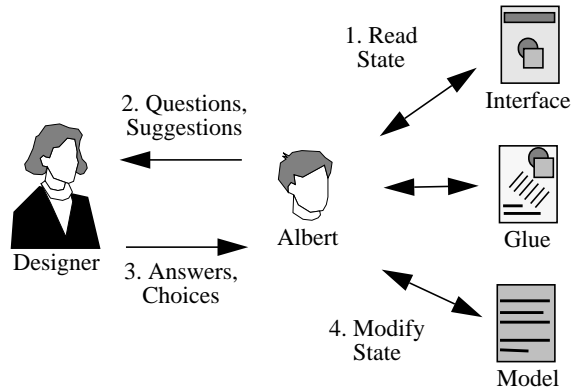 1. Read
State
Interface
2. Questions,
Suggestions
Designer
Albert
3. Answers,
Choices
Glue
4. Modify
State
Model